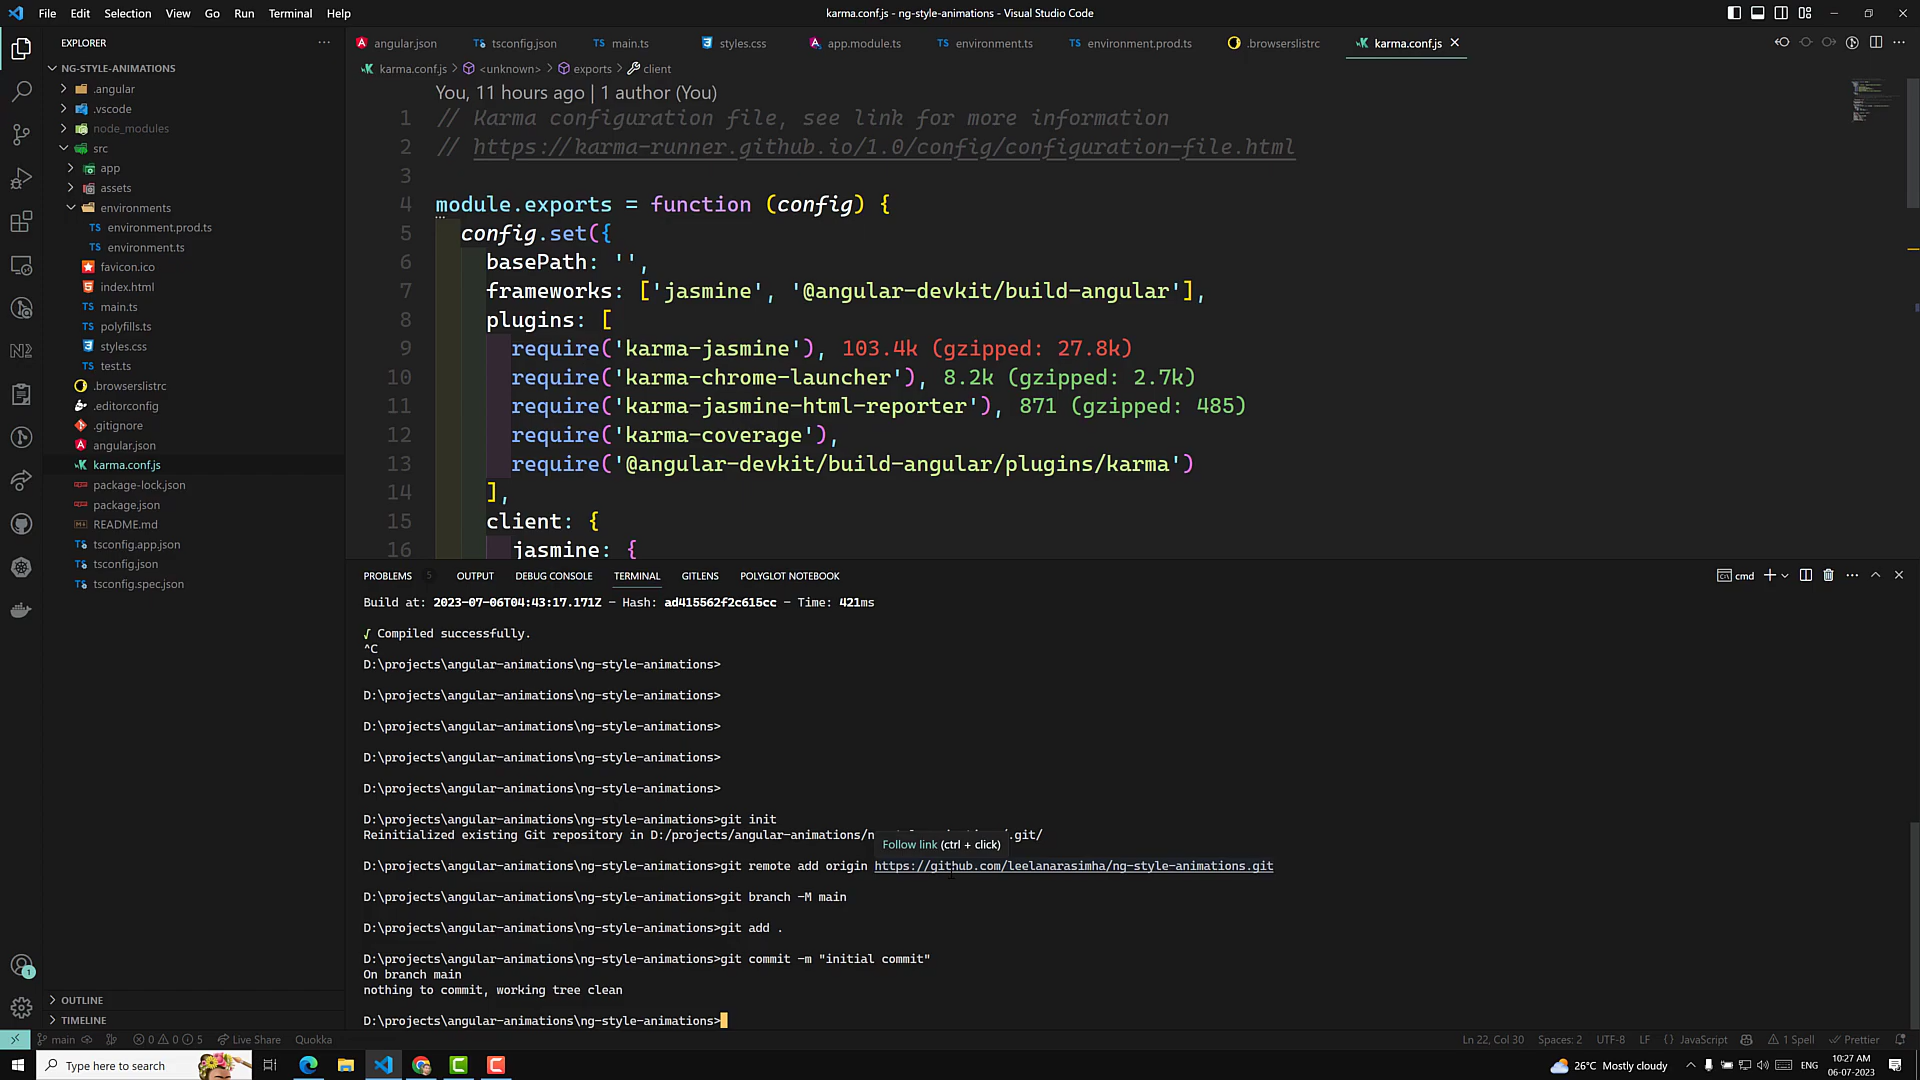 File Edit Selection View Go Run Terminal Help
karma.conf.js - ng-style-animations - Visual Studio Code
EXPLORER
angular.json tsconfig.json main.ts styles.css app.module.ts environment.ts environment.prod.ts .browserslistrc karma.conf.js
NG-STYLE-ANIMATIONS
.angular
.vscode
node_modules
src
app
assets
environments
environment.prod.ts
environment.ts
favicon.ico
index.html
main.ts
polyfills.ts
styles.css
test.ts
.browserslistrc
.editorconfig
.gitignore
angular.json
karma.conf.js
package-lock.json
package.json
README.md
tsconfig.app.json
tsconfig.json
tsconfig.spec.json
OUTLINE
TIMELINE
karma.conf.js > <unknown> > exports > client
You, 11 hours ago | 1 author (You)
1 // Karma configuration file, see link for more information
2 // https://karma-runner.github.io/1.0/config/configuration-file.html
3
4 module.exports = function (config) {
5 config.set({
6 basePath: '',
7 frameworks: ['jasmine', '@angular-devkit/build-angular'],
8 plugins: [
9 require('karma-jasmine'), 103.4k (gzipped: 27.8k)
10 require('karma-chrome-launcher'), 8.2k (gzipped: 2.7k)
11 require('karma-jasmine-html-reporter'), 871 (gzipped: 485)
12 require('karma-coverage'),
13 require('@angular-devkit/build-angular/plugins/karma')
14 ],
15 client: {
16 jasmine: {
PROBLEMS 5 OUTPUT DEBUG CONSOLE TERMINAL GITLENS POLYGLOT NOTEBOOK
cmd
Build at: 2023-07-06T04:43:17.171Z - Hash: ad415562f2c615cc - Time: 421ms
√ Compiled successfully.
^C
D:\projects\angular-animations\ng-style-animations>
D:\projects\angular-animations\ng-style-animations>
D:\projects\angular-animations\ng-style-animations>
D:\projects\angular-animations\ng-style-animations>
D:\projects\angular-animations\ng-style-animations>
D:\projects\angular-animations\ng-style-animations>git init
Reinitialized existing Git repository in D:/projects/angular-animations/n .git/
Follow link (ctrl + click)
D:\projects\angular-animations\ng-style-animations>git remote add origin https://github.com/leelanarasimha/ng-style-animations.git
D:\projects\angular-animations\ng-style-animations>git branch -M main
D:\projects\angular-animations\ng-style-animations>git add .
D:\projects\angular-animations\ng-style-animations>git commit -m "initial commit"
On branch main
nothing to commit, working tree clean
D:\projects\angular-animations\ng-style-animations>
main 0 0 5 Live Share Quokka
Ln 22, Col 30 Spaces: 2 UTF-8 LF {} JavaScript 1 Spell Prettier
Type here to search
26°C Mostly cloudy ENG
10:27 AM
06-07-2023